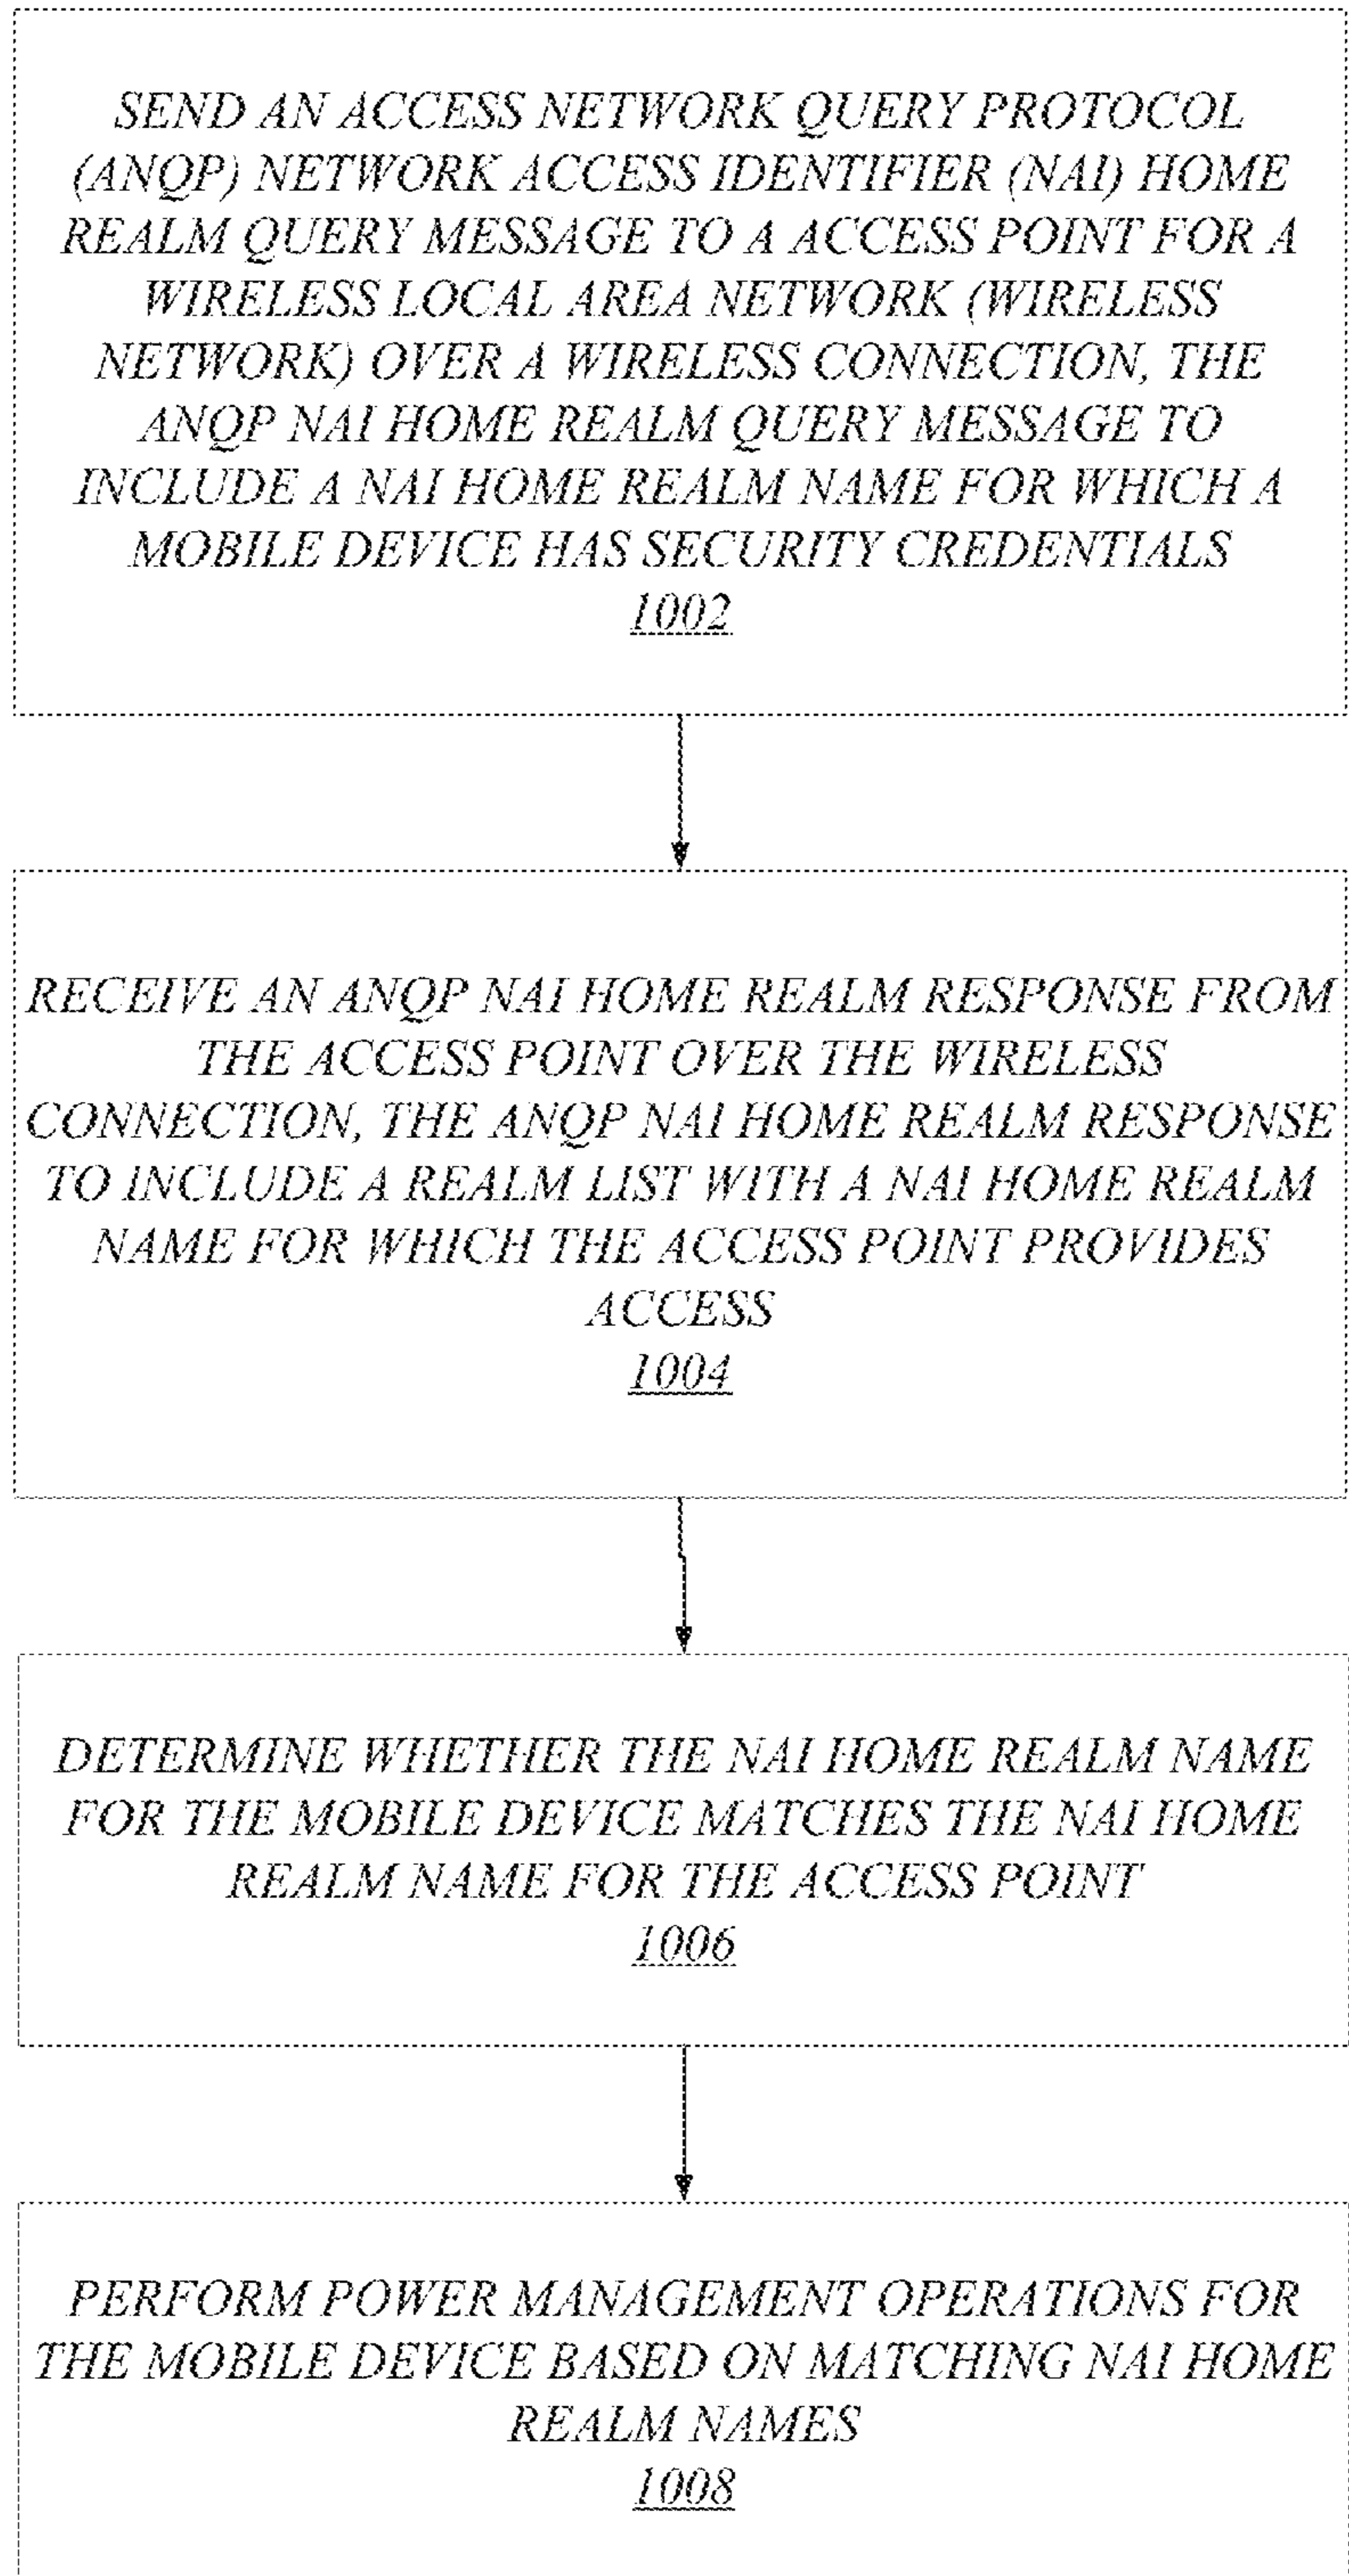 SEND AN ACCESS NETWORK QUERY PROTOCOL
(ANQP) NETWORK ACCESS IDENTIFIER (NAI) HOME
REALM QUERY MESSAGE TO A ACCESS POINT FOR A
WIRELESS LOCAL AREA NETWORK (WIRELESS
NETWORK) OVER A WIRELESS CONNECTION, THE
ANQP NAI HOME REALM QUERY MESSAGE TO
INCLUDE A NAI HOME REALM NAME FOR WHICH A
MOBILE DEVICE HAS SECURITY CREDENTIALS
1002
RECEIVE AN ANQP NAI HOME REALM RESPONSE FROM
THE ACCESS POINT OVER THE WIRELESS
CONNECTION, THE ANQP NAI HOME REALM RESPONSE
TO INCLUDE A REALM LIST WITH A NAI HOME REALM
NAME FOR WHICH THE ACCESS POINT PROVIDES
ACCESS
1004
DETERMINE WHETHER THE NAI HOME REALM NAME
FOR THE MOBILE DEVICE MATCHES THE NAI HOME
REALM NAME FOR THE ACCESS POINT
1006
PERFORM POWER MANAGEMENT OPERATIONS FOR
THE MOBILE DEVICE BASED ON MATCHING NAI HOME
REALM NAMES
1008